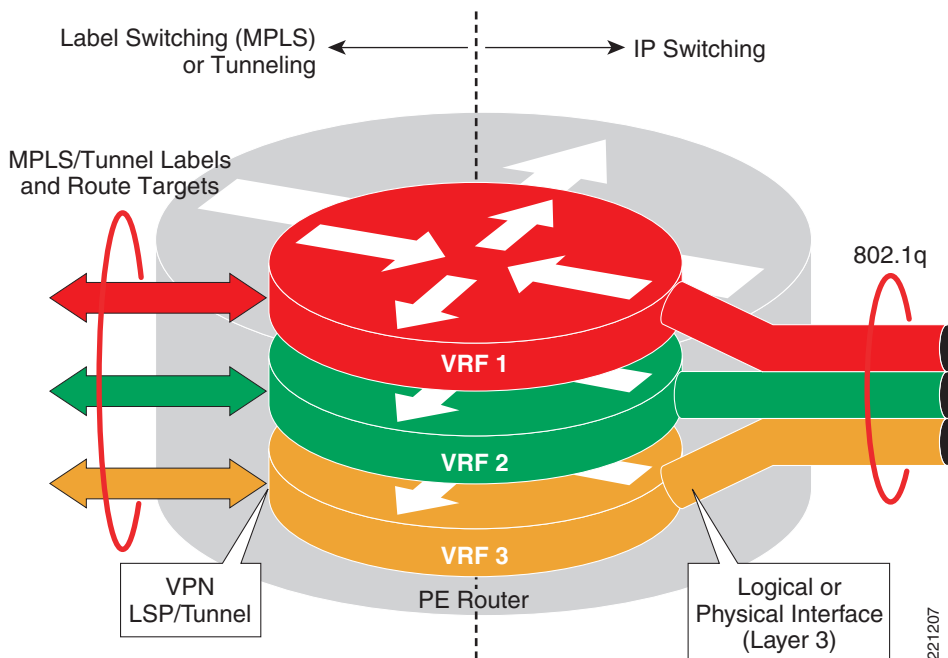 Label Switching (MPLS)
or Tunneling
IP Switching
MPLS/Tunnel Labels
and Route Targets
802.1q
VRF 1
VRF 2
VRF 3
VPN
LSP/Tunnel
PE Router
Logical or
Physical Interface
(Layer 3)
221207